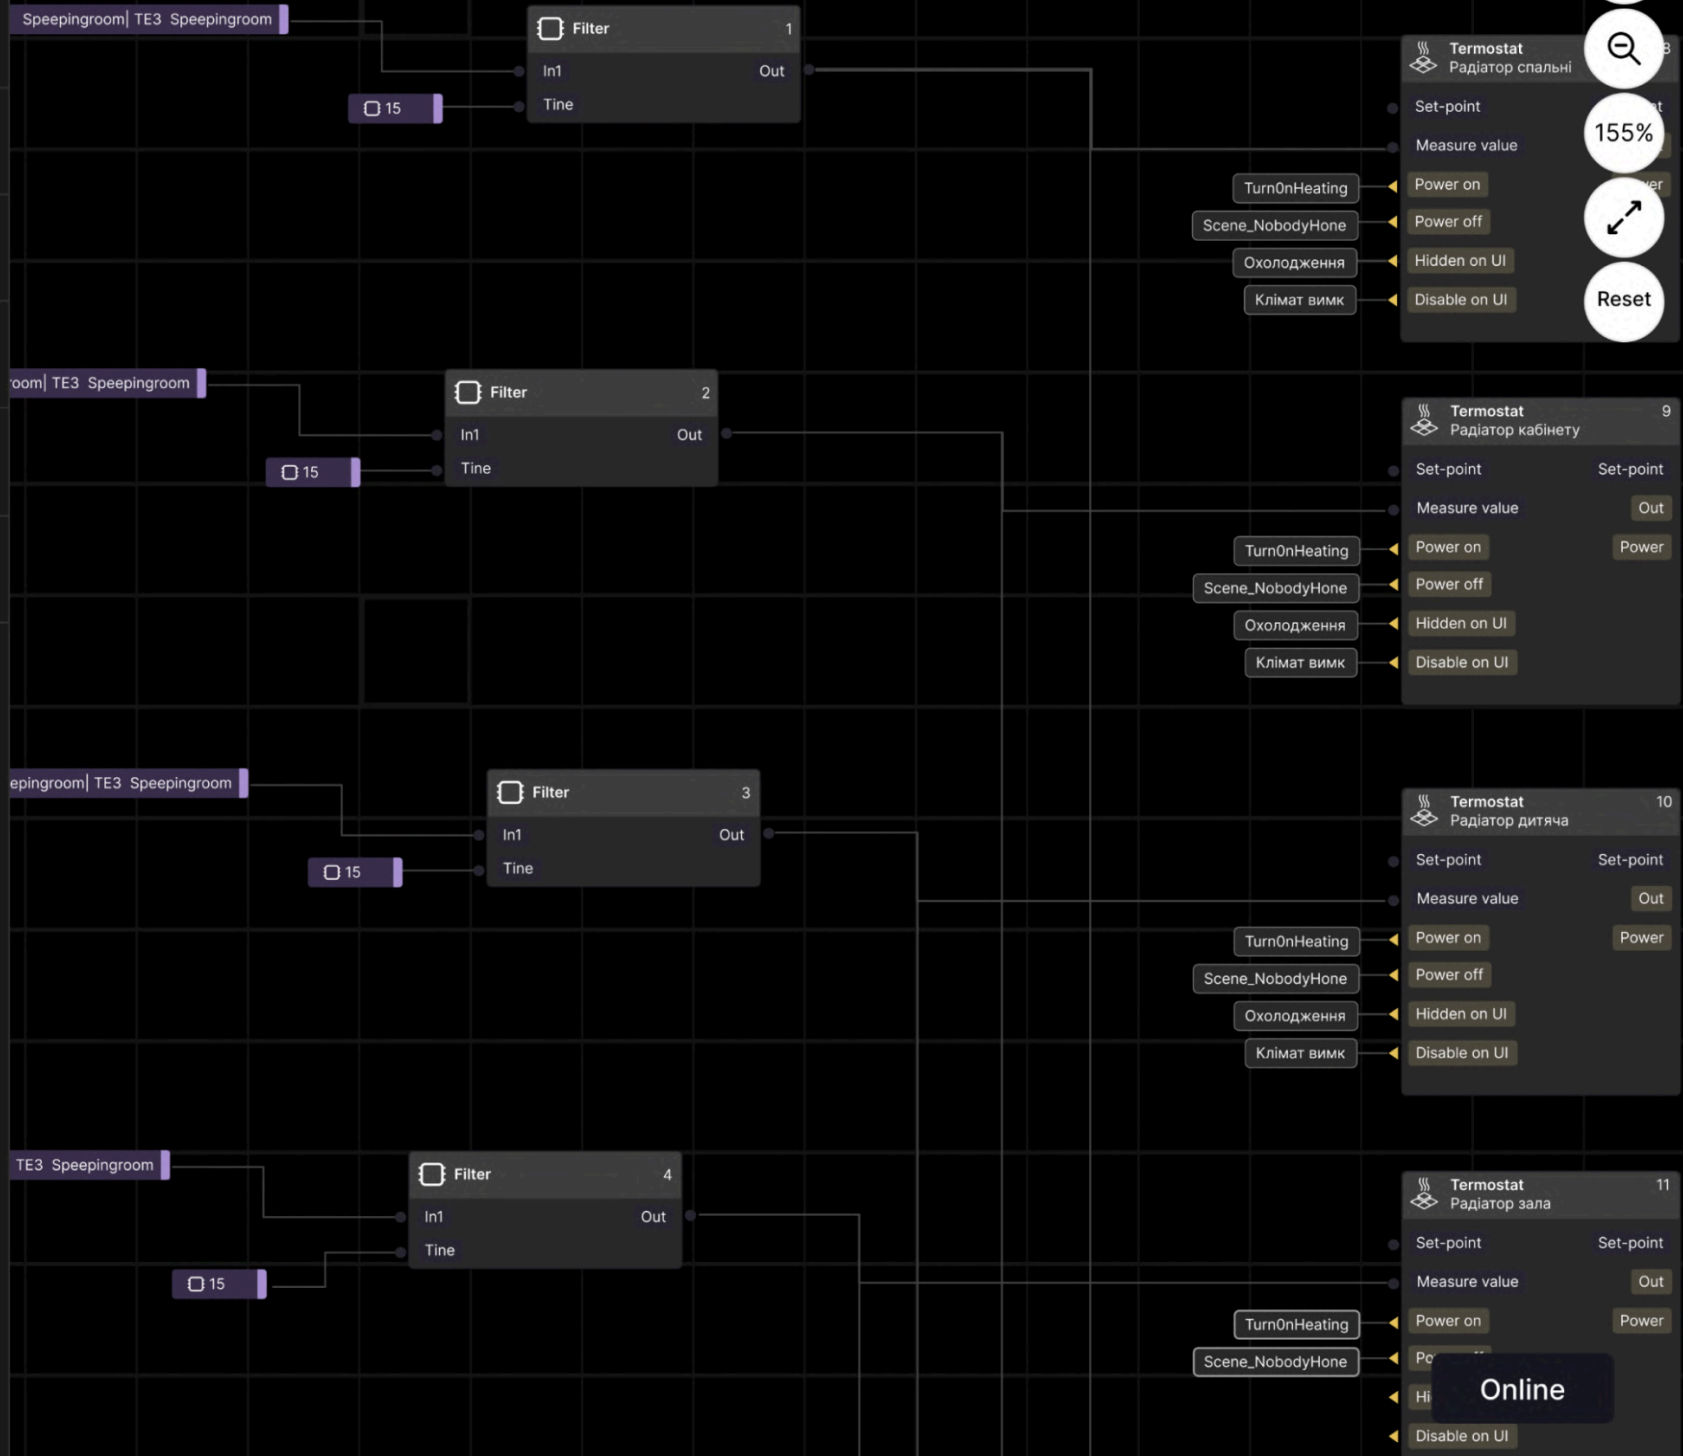 Speepingroom| TE3 Speepingroom
Filter 1
In1 Out
Tine
15
Termostat 8
Радіатор спальні
Set-point
Measure value
TurnOnHeating Power on
Scene_NobodyHone Power off
Охолодження Hidden on UI
Клімат вимк Disable on UI
155%
Reset
TE3 Speepingroom
Filter 2
In1 Out
Tine
15
Termostat 9
Радіатор кабінету
Set-point Set-point
Measure value Out
TurnOnHeating Power on Power
Scene_NobodyHone Power off
Охолодження Hidden on UI
Клімат вимк Disable on UI
TE3 Speepingroom
Filter 3
In1 Out
Tine
15
Termostat 10
Радіатор дитяча
Set-point Set-point
Measure value Out
TurnOnHeating Power on Power
Scene_NobodyHone Power off
Охолодження Hidden on UI
Клімат вимк Disable on UI
TE3 Speepingroom
Filter 4
In1 Out
Tine
15
Termostat 11
Радіатор зала
Set-point Set-point
Measure value Out
TurnOnHeating Power on Power
Scene_NobodyHone
Online
Disable on UI